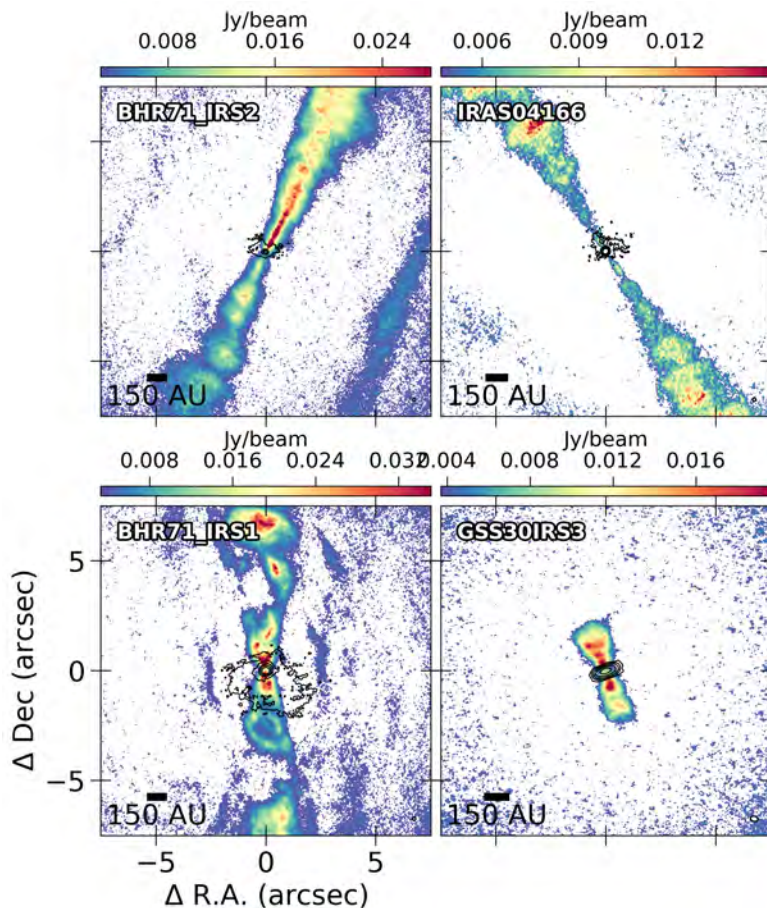 Jy/beam
0.008 0.016 0.024
BHR71_IRS2
150 AU
Jy/beam
0.006 0.009 0.012
IRAS04166
150 AU
Jy/beam
0.008 0.016 0.024 0.032
BHR71_IRS1
5
0
−5
Δ Dec (arcsec)
150 AU
−5 0 5
Δ R.A. (arcsec)
Jy/beam
0.004 0.008 0.012 0.016
GSS30IRS3
150 AU